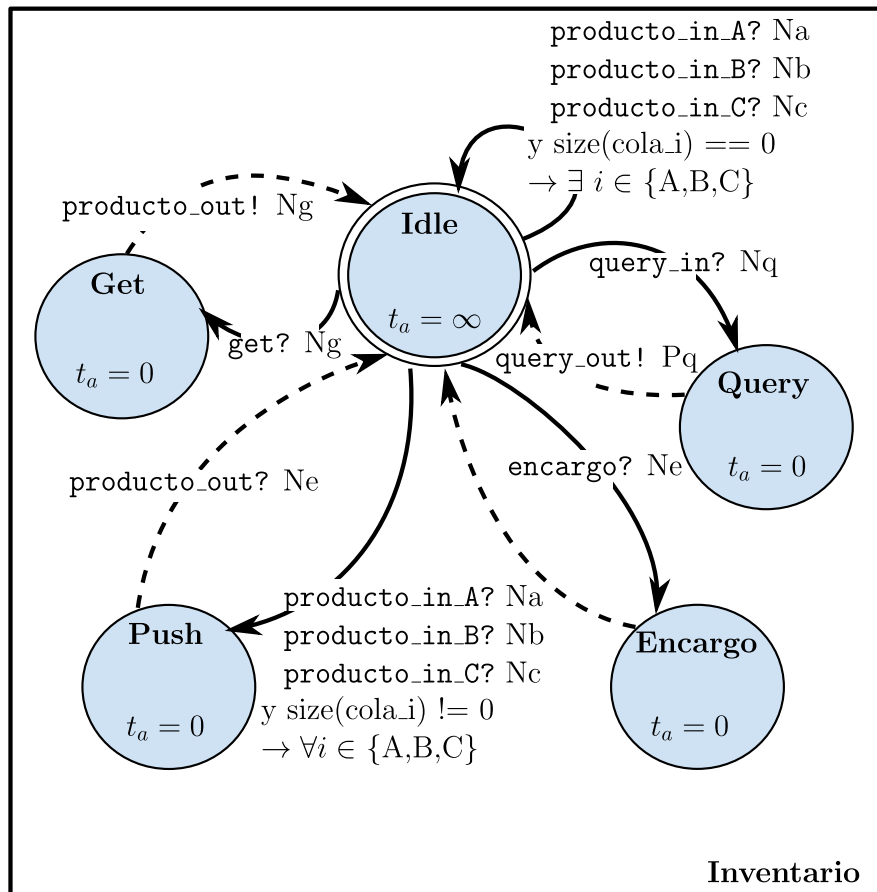 producto_in_A? Na
producto_in_B? Nb
producto_in_C? Nc
y size(cola_i) == 0
→ ∃ i ∈ {A,B,C}
producto_out! Ng
Idle
t_a = ∞
query_in? Nq
Get
t_a = 0
get? Ng
query_out! Pq
Query
t_a = 0
encargo? Ne
producto_out? Ne
producto_in_A? Na
producto_in_B? Nb
producto_in_C? Nc
y size(cola_i) != 0
→ ∀i ∈ {A,B,C}
Push
t_a = 0
Encargo
t_a = 0
Inventario